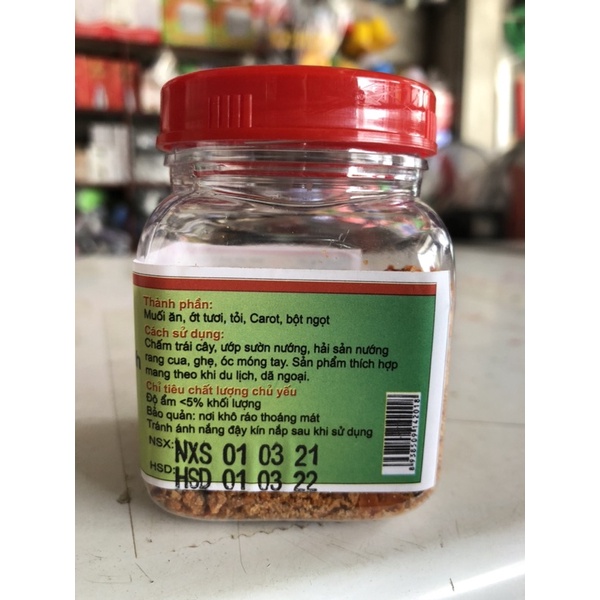 Thành phần:
Muối ăn, ớt tươi, tỏi, Carot, bột ngọt
Cách sử dụng:
Chấm trái cây, ướp sườn nướng, hải sản nướng
rang cua, ghẹ, óc móng tay. Sản phẩm thích hợp
mang theo khi du lịch, dã ngoại.
Chỉ tiêu chất lượng chủ yếu
Độ ẩm <5% khối lượng
Bảo quản: nơi khô ráo thoáng mát
Tránh ánh nắng đậy kín nắp sau khi sử dụng
NSX: NXS 01 03 21
HSD: HSD 01 03 22